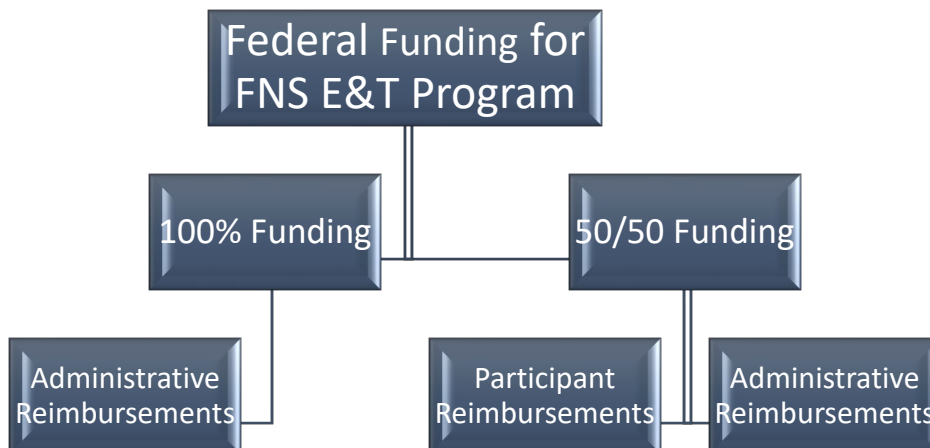 Federal Funding for
FNS E&T Program
100% Funding
50/50 Funding
Administrative
Reimbursements
Participant
Reimbursements
Administrative
Reimbursements